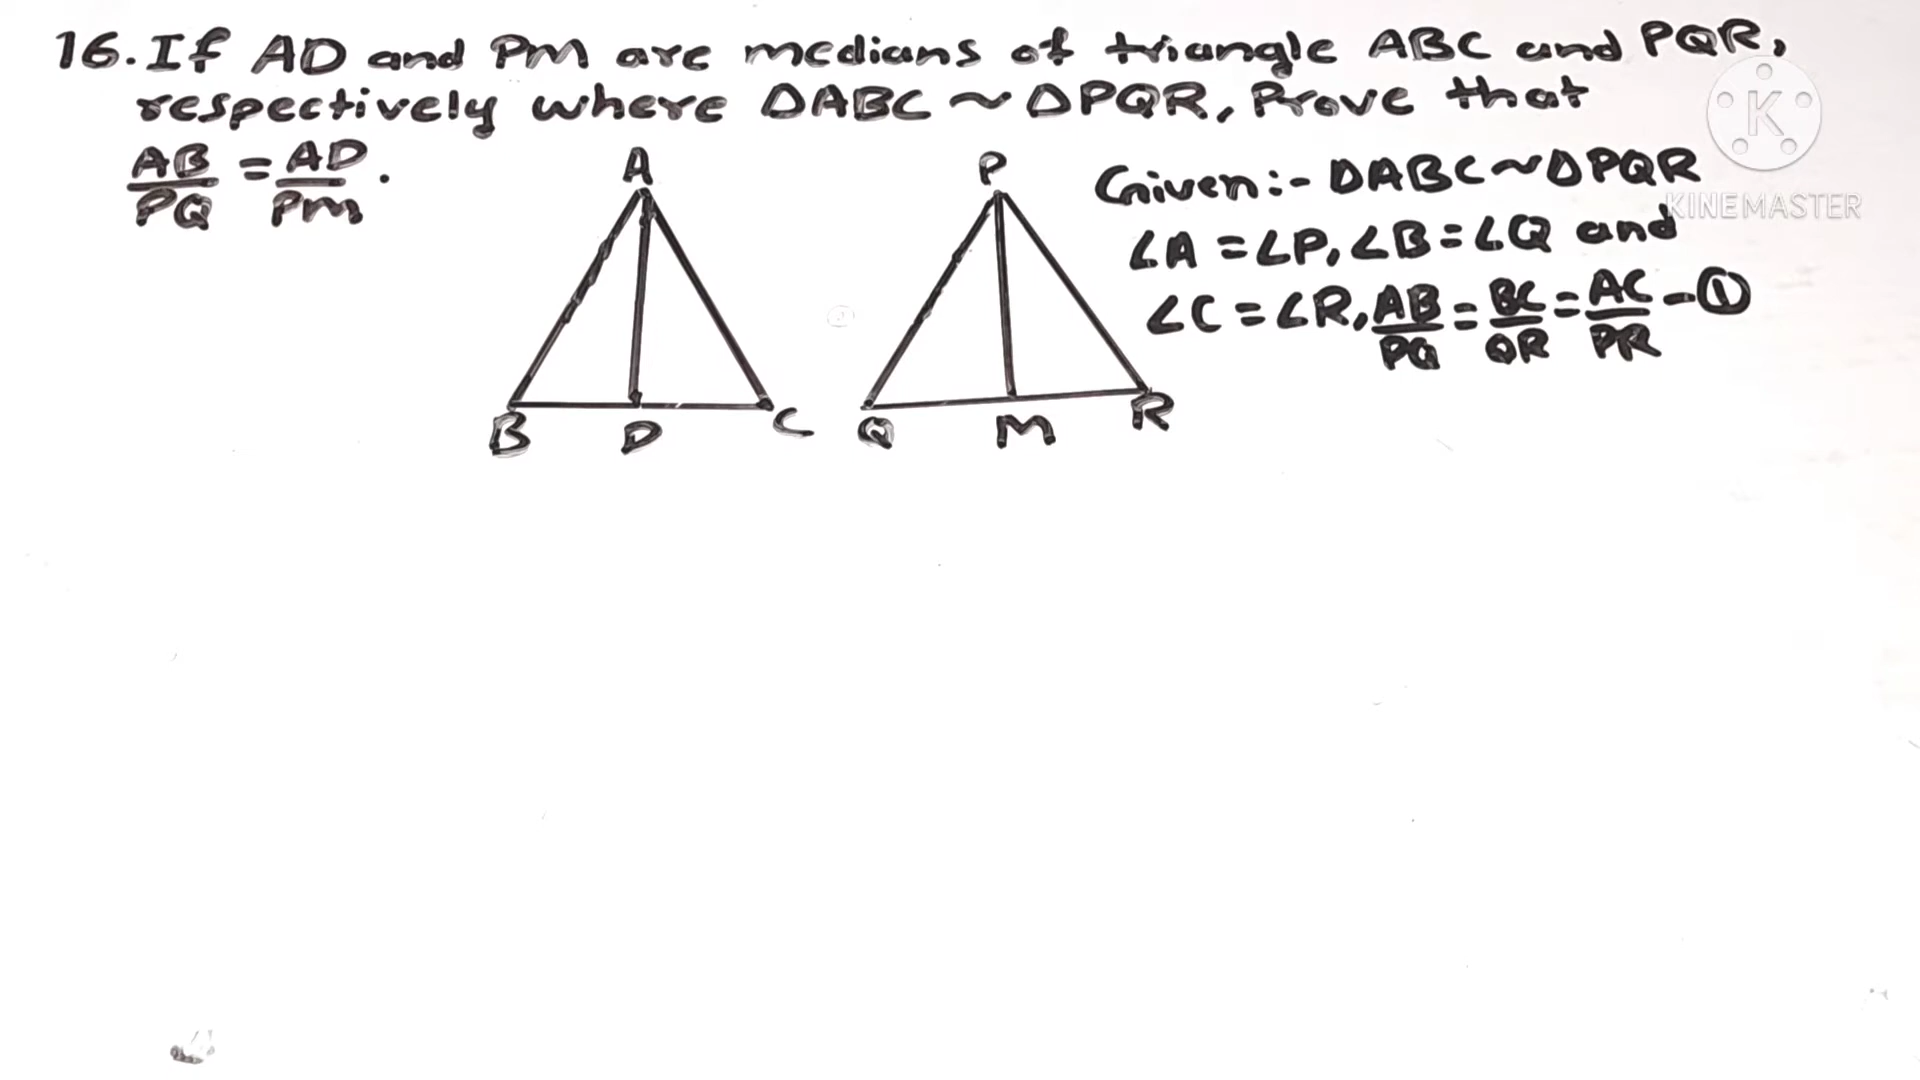 16. If AD and PM are medians of triangle ABC and PQR,
respectively where ΔABC ~ ΔPQR, Prove that
AB/PQ = AD/PM .
A
P
Given:- ΔABC ~ ΔPQR
KINEMASTER
∠A = ∠P, ∠B = ∠Q and
∠C = ∠R, AB/PQ = BC/QR = AC/PR - ①
B D C Q M R
K